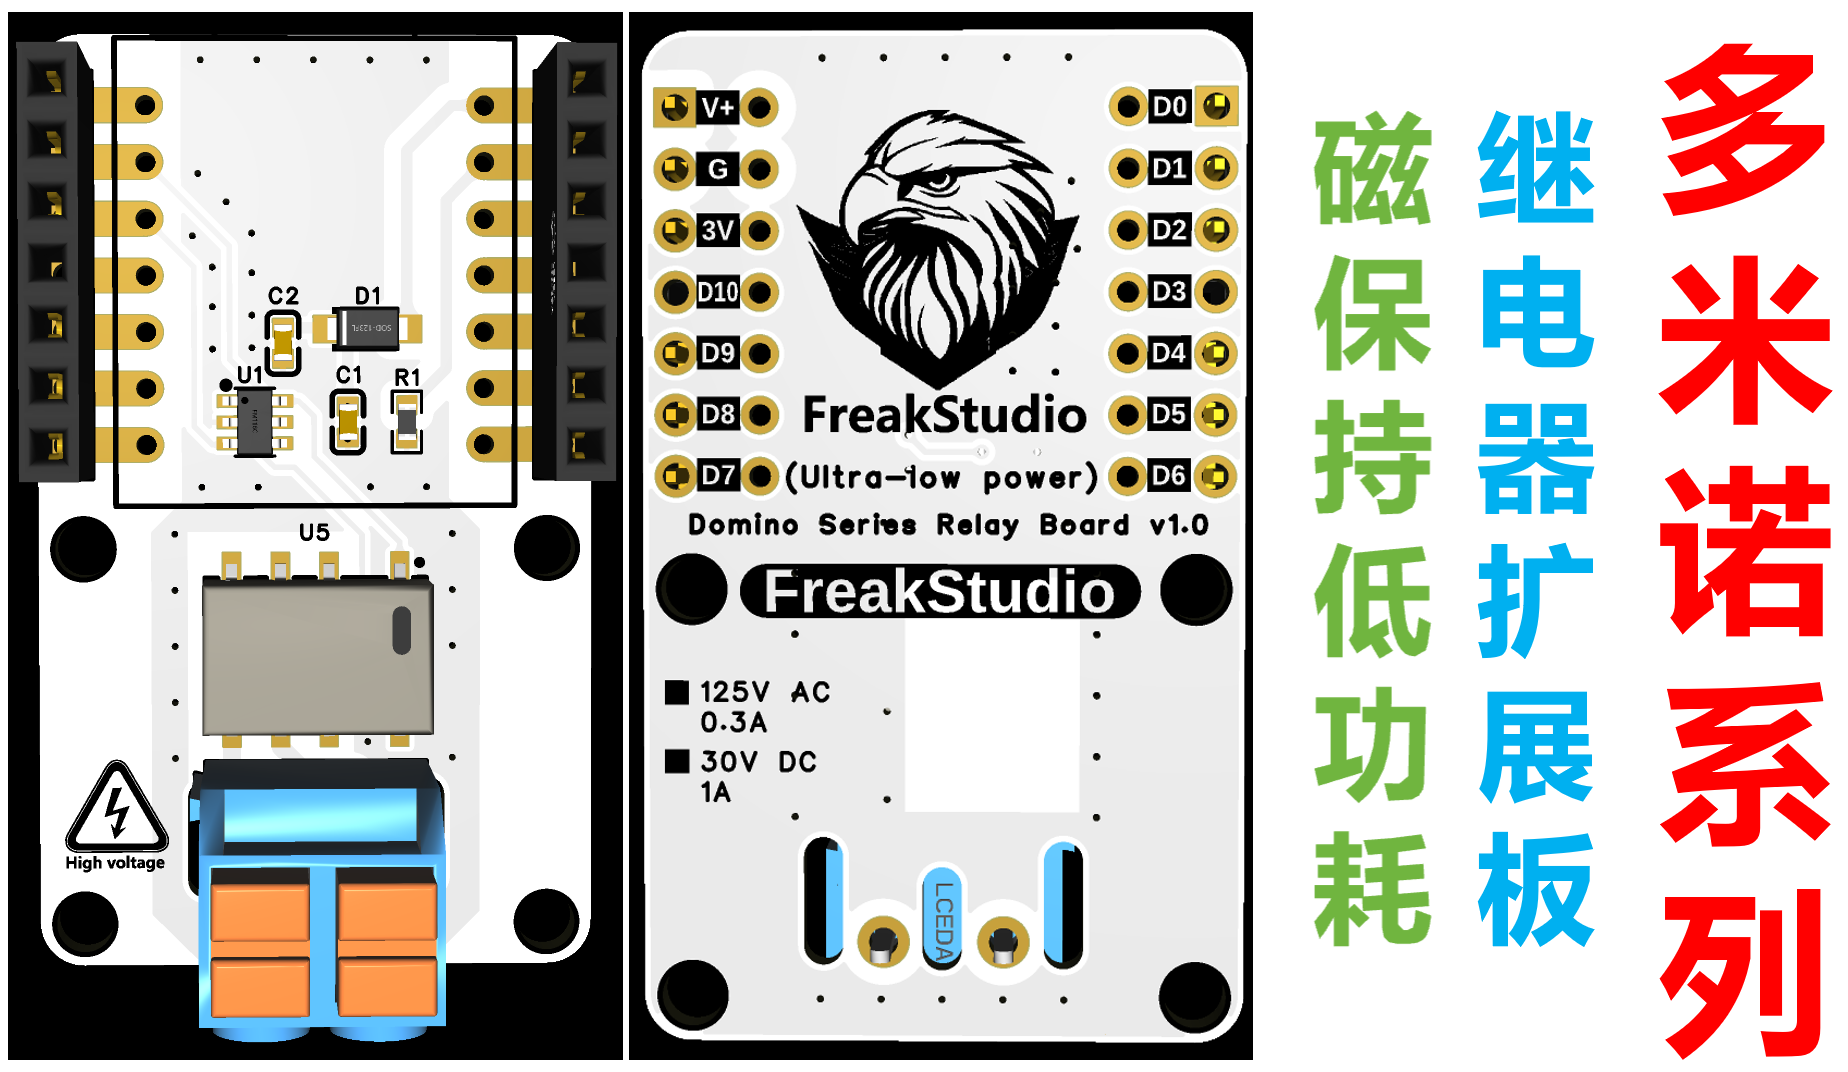 C2
D1
U1
C1
R1
SOD-123FL
U5
High voltage
V+
G
3V
D10
D9
D8
D7
D0
D1
D2
D3
D4
D5
D6
FreakStudio
(Ultra-low power)
Domino Series Relay Board v1.0
FreakStudio
125V AC
0.3A
30V DC
1A
LCEDA
多米诺系列
继电器扩展板
磁保持低功耗